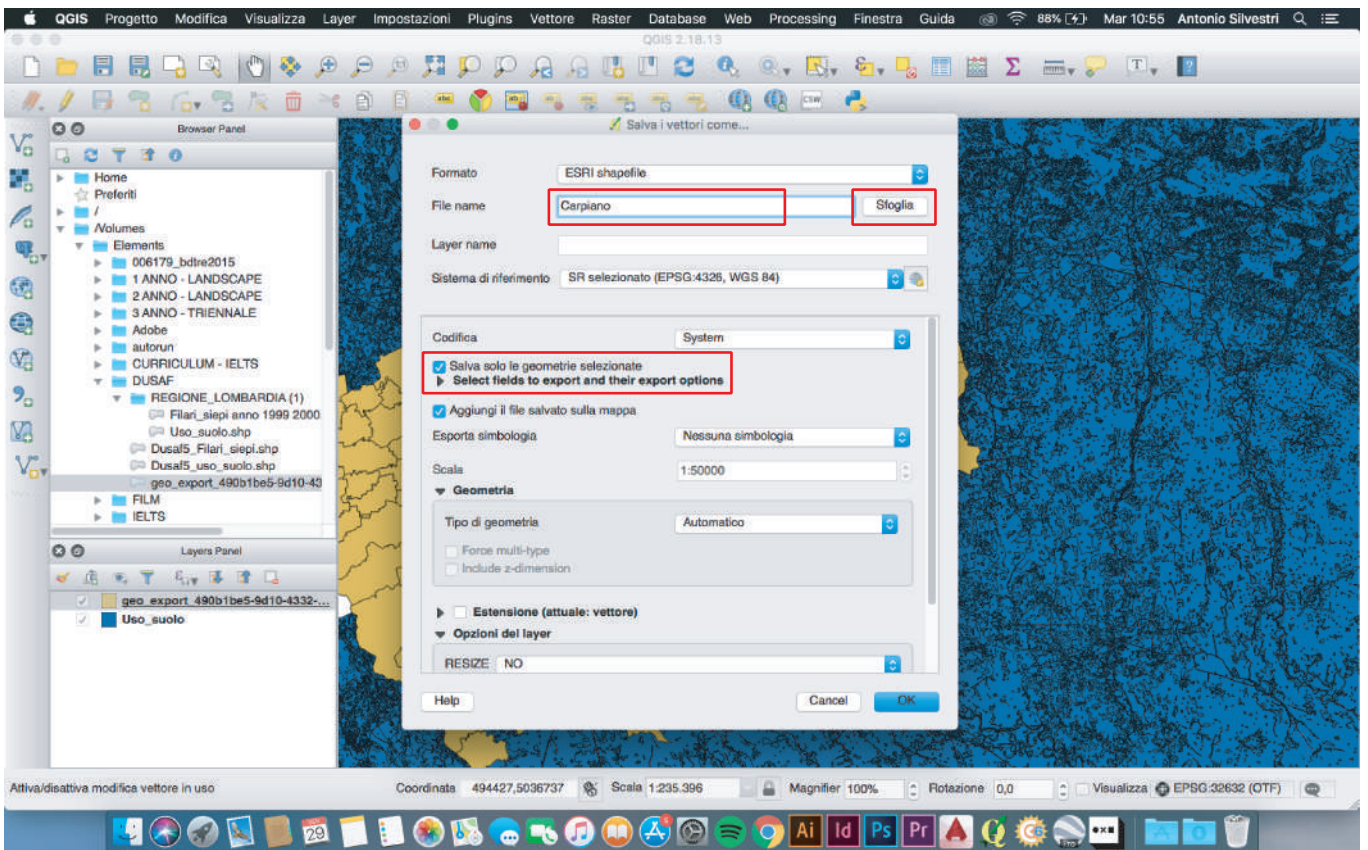 QGIS Progetto Modifica Visualizza Layer Impostazioni Plugins Vettore Raster Database Web Processing Finestra Guida 88% Mar 10:55 Antonio Silvestri
QGIS 2.18.13
Browser Panel
Home
Preferiti
/
/Volumes
Elements
006179_bdtre2015
1 ANNO - LANDSCAPE
2 ANNO - LANDSCAPE
3 ANNO - TRIENNALE
Adobe
autorun
CURRICULUM - IELTS
DUSAF
REGIONE_LOMBARDIA (1)
Filari_siepi anno 1999 2000
Uso_suolo.shp
Dusaf5_Filari_siepi.shp
Dusaf5_uso_suolo.shp
geo_export_490b1be5-9d10-43
FILM
IELTS
Layers Panel
geo_export_490b1be5-9d10-4332-...
Uso_suolo
Salva i vettori come...
Formato ESRI shapefile
File name Carpiano Sfoglia
Layer name
Sistema di riferimento SR selezionato (EPSG:4326, WGS 84)
Codifica System
Salva solo le geometrie selezionate
Select fields to export and their export options
Aggiungi il file salvato sulla mappa
Esporta simbologia Nessuna simbologia
Scala 1:50000
Geometria
Tipo di geometria Automatico
Force multi-type
Include z-dimension
Estensione (attuale: vettore)
Opzioni del layer
RESIZE NO
Help Cancel OK
Attiva/disattiva modifica vettore in uso Coordinata 494427,5036737 Scala 1:235.396 Magnifier 100% Rotazione 0,0 Visualizza EPSG:32632 (OTF)
29 Ai Id Ps Pr